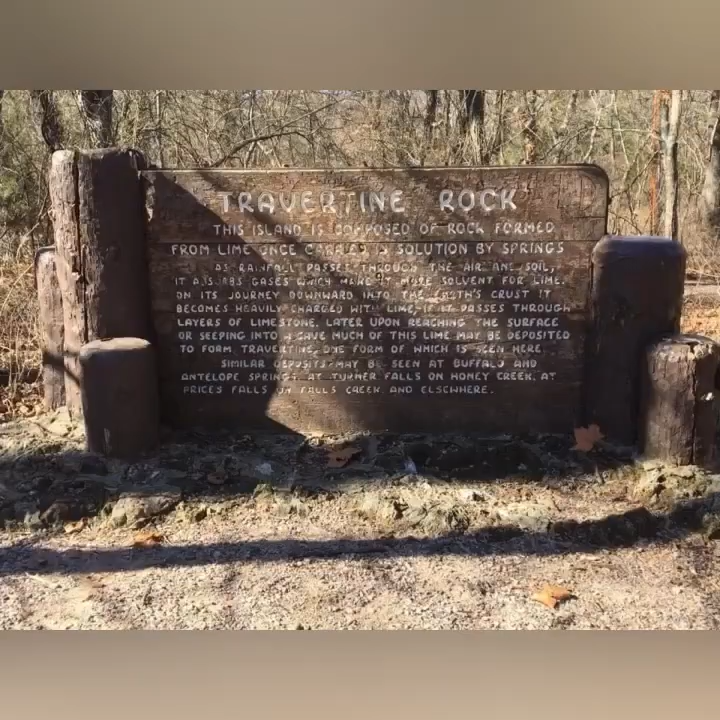 TRAVERTINE ROCK
THIS ISLAND IS COMPOSED OF ROCK FORMED
FROM LIME ONCE CARRIED IN SOLUTION BY SPRINGS
AS RAINFALL PASSES THROUGH THE AIR AND SOIL,
IT ABSORBS GASES WHICH MAKE IT MORE SOLVENT FOR LIME.
ON ITS JOURNEY DOWNWARD INTO THE EARTH'S CRUST IT
BECOMES HEAVILY CHARGED WITH LIME, IF IT PASSES THROUGH
LAYERS OF LIMESTONE. LATER UPON REACHING THE SURFACE
OR SEEPING INTO A CAVE MUCH OF THIS LIME MAY BE DEPOSITED
TO FORM TRAVERTINE, ONE FORM OF WHICH IS SEEN HERE
SIMILAR DEPOSITS MAY BE SEEN AT BUFFALO AND
ANTELOPE SPRINGS, AT TURNER FALLS ON HONEY CREEK, AT
PRICES FALLS ON FALLS CREEK AND ELSEWHERE.